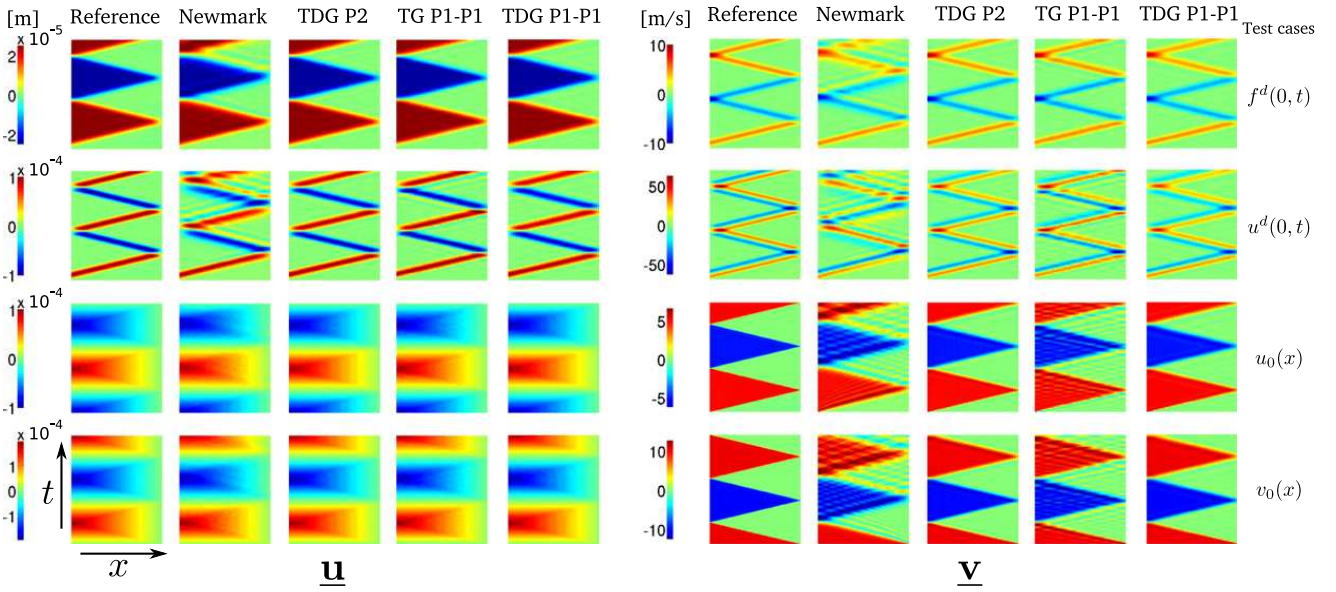 [m] Reference Newmark TDG P2 TG P1-P1 TDG P1-P1 [m/s] Reference Newmark TDG P2 TG P1-P1 TDG P1-P1 Test cases
x 10^-5
2
0
-2
10
0
-10
f^d(0, t)
x 10^-4
1
0
-1
50
0
-50
u^d(0, t)
x 10^-4
1
0
-1
5
0
-5
u_0(x)
x 10^-4
1
0
-1
10
0
-10
v_0(x)
t
x
u
v